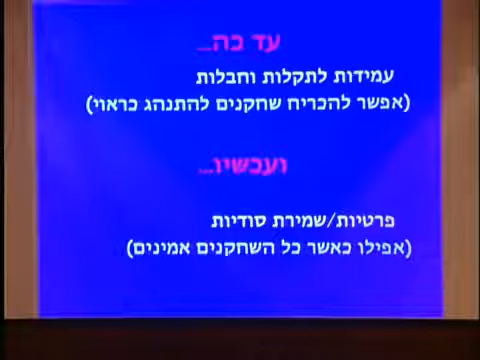 עד כה...
עמידות לתקלות וחבלות
(אפשר להכריח שחקנים להתנהג כראוי)
ועכשיו...
פרטיות/שמירת סודיות
(אפילו כאשר כל השחקנים אמינים)